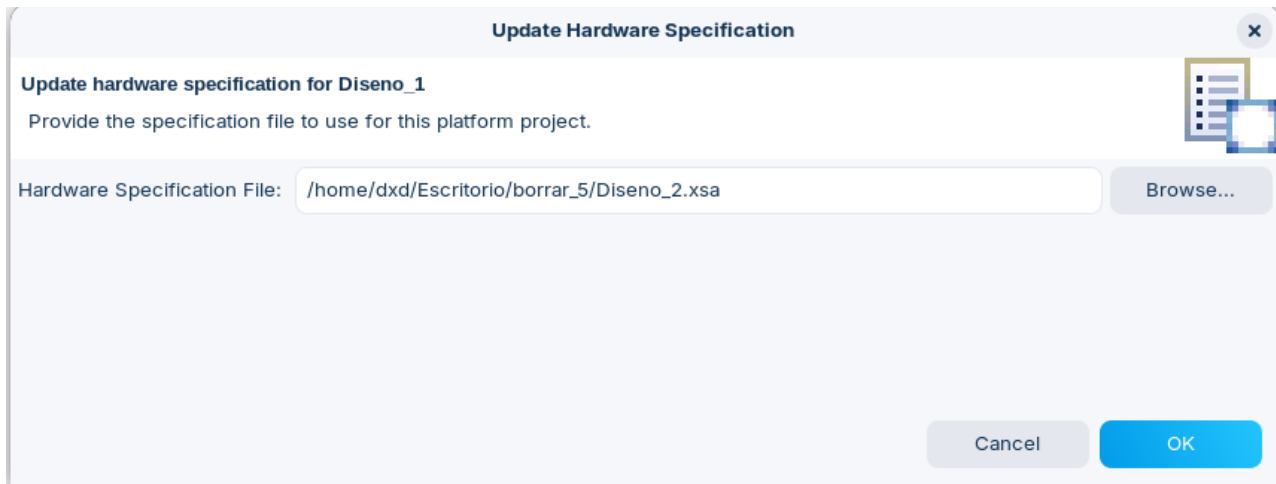 Update Hardware Specification
Update hardware specification for Diseno_1
Provide the specification file to use for this platform project.
Hardware Specification File: /home/dxd/Escritorio/borrar_5/Diseno_2.xsa Browse...
Cancel OK